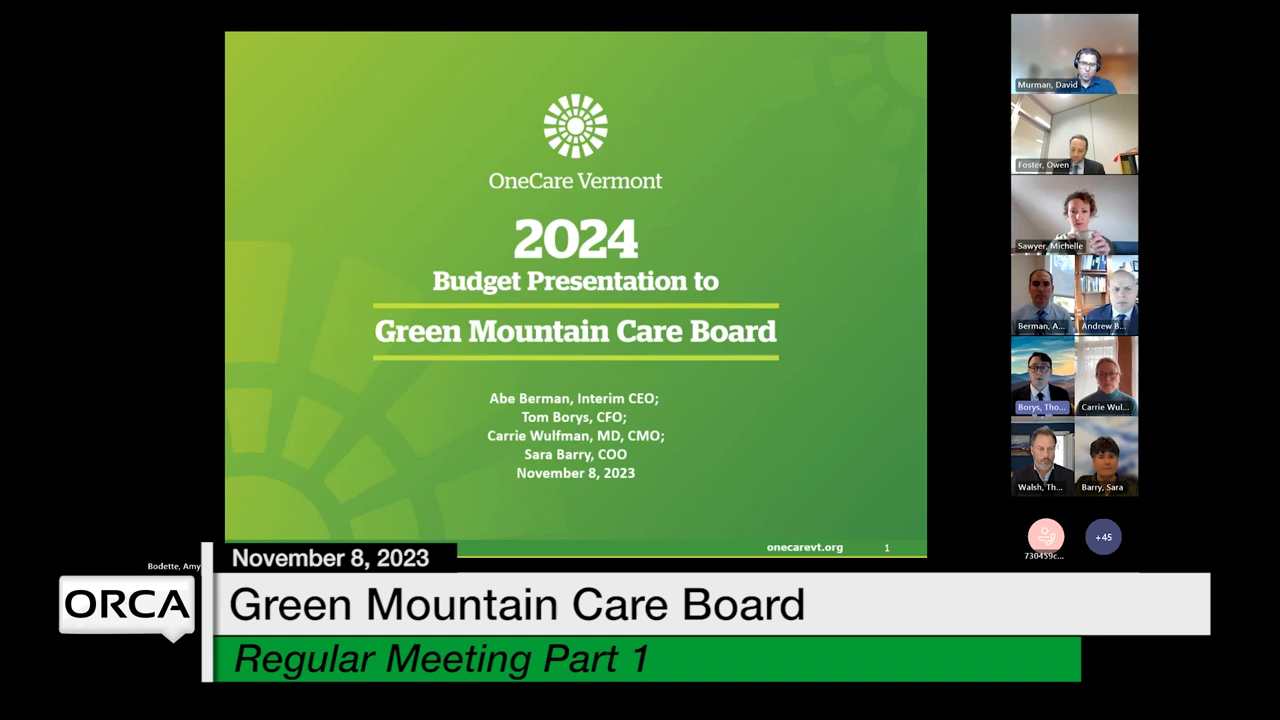 OneCare Vermont
2024
Budget Presentation to
Green Mountain Care Board
Abe Berman, Interim CEO;
Tom Borys, CFO;
Carrie Wulfman, MD, CMO;
Sara Barry, COO
November 8, 2023
onecarevt.org 1
Murman, David
Foster, Owen
Sawyer, Michelle
Berman, A...
Andrew B...
Borys, Tho...
Carrie Wul...
Walsh, Th...
Barry, Sara
+45
730459c...
Bodette, Amy
November 8, 2023
ORCA
Green Mountain Care Board
Regular Meeting Part 1